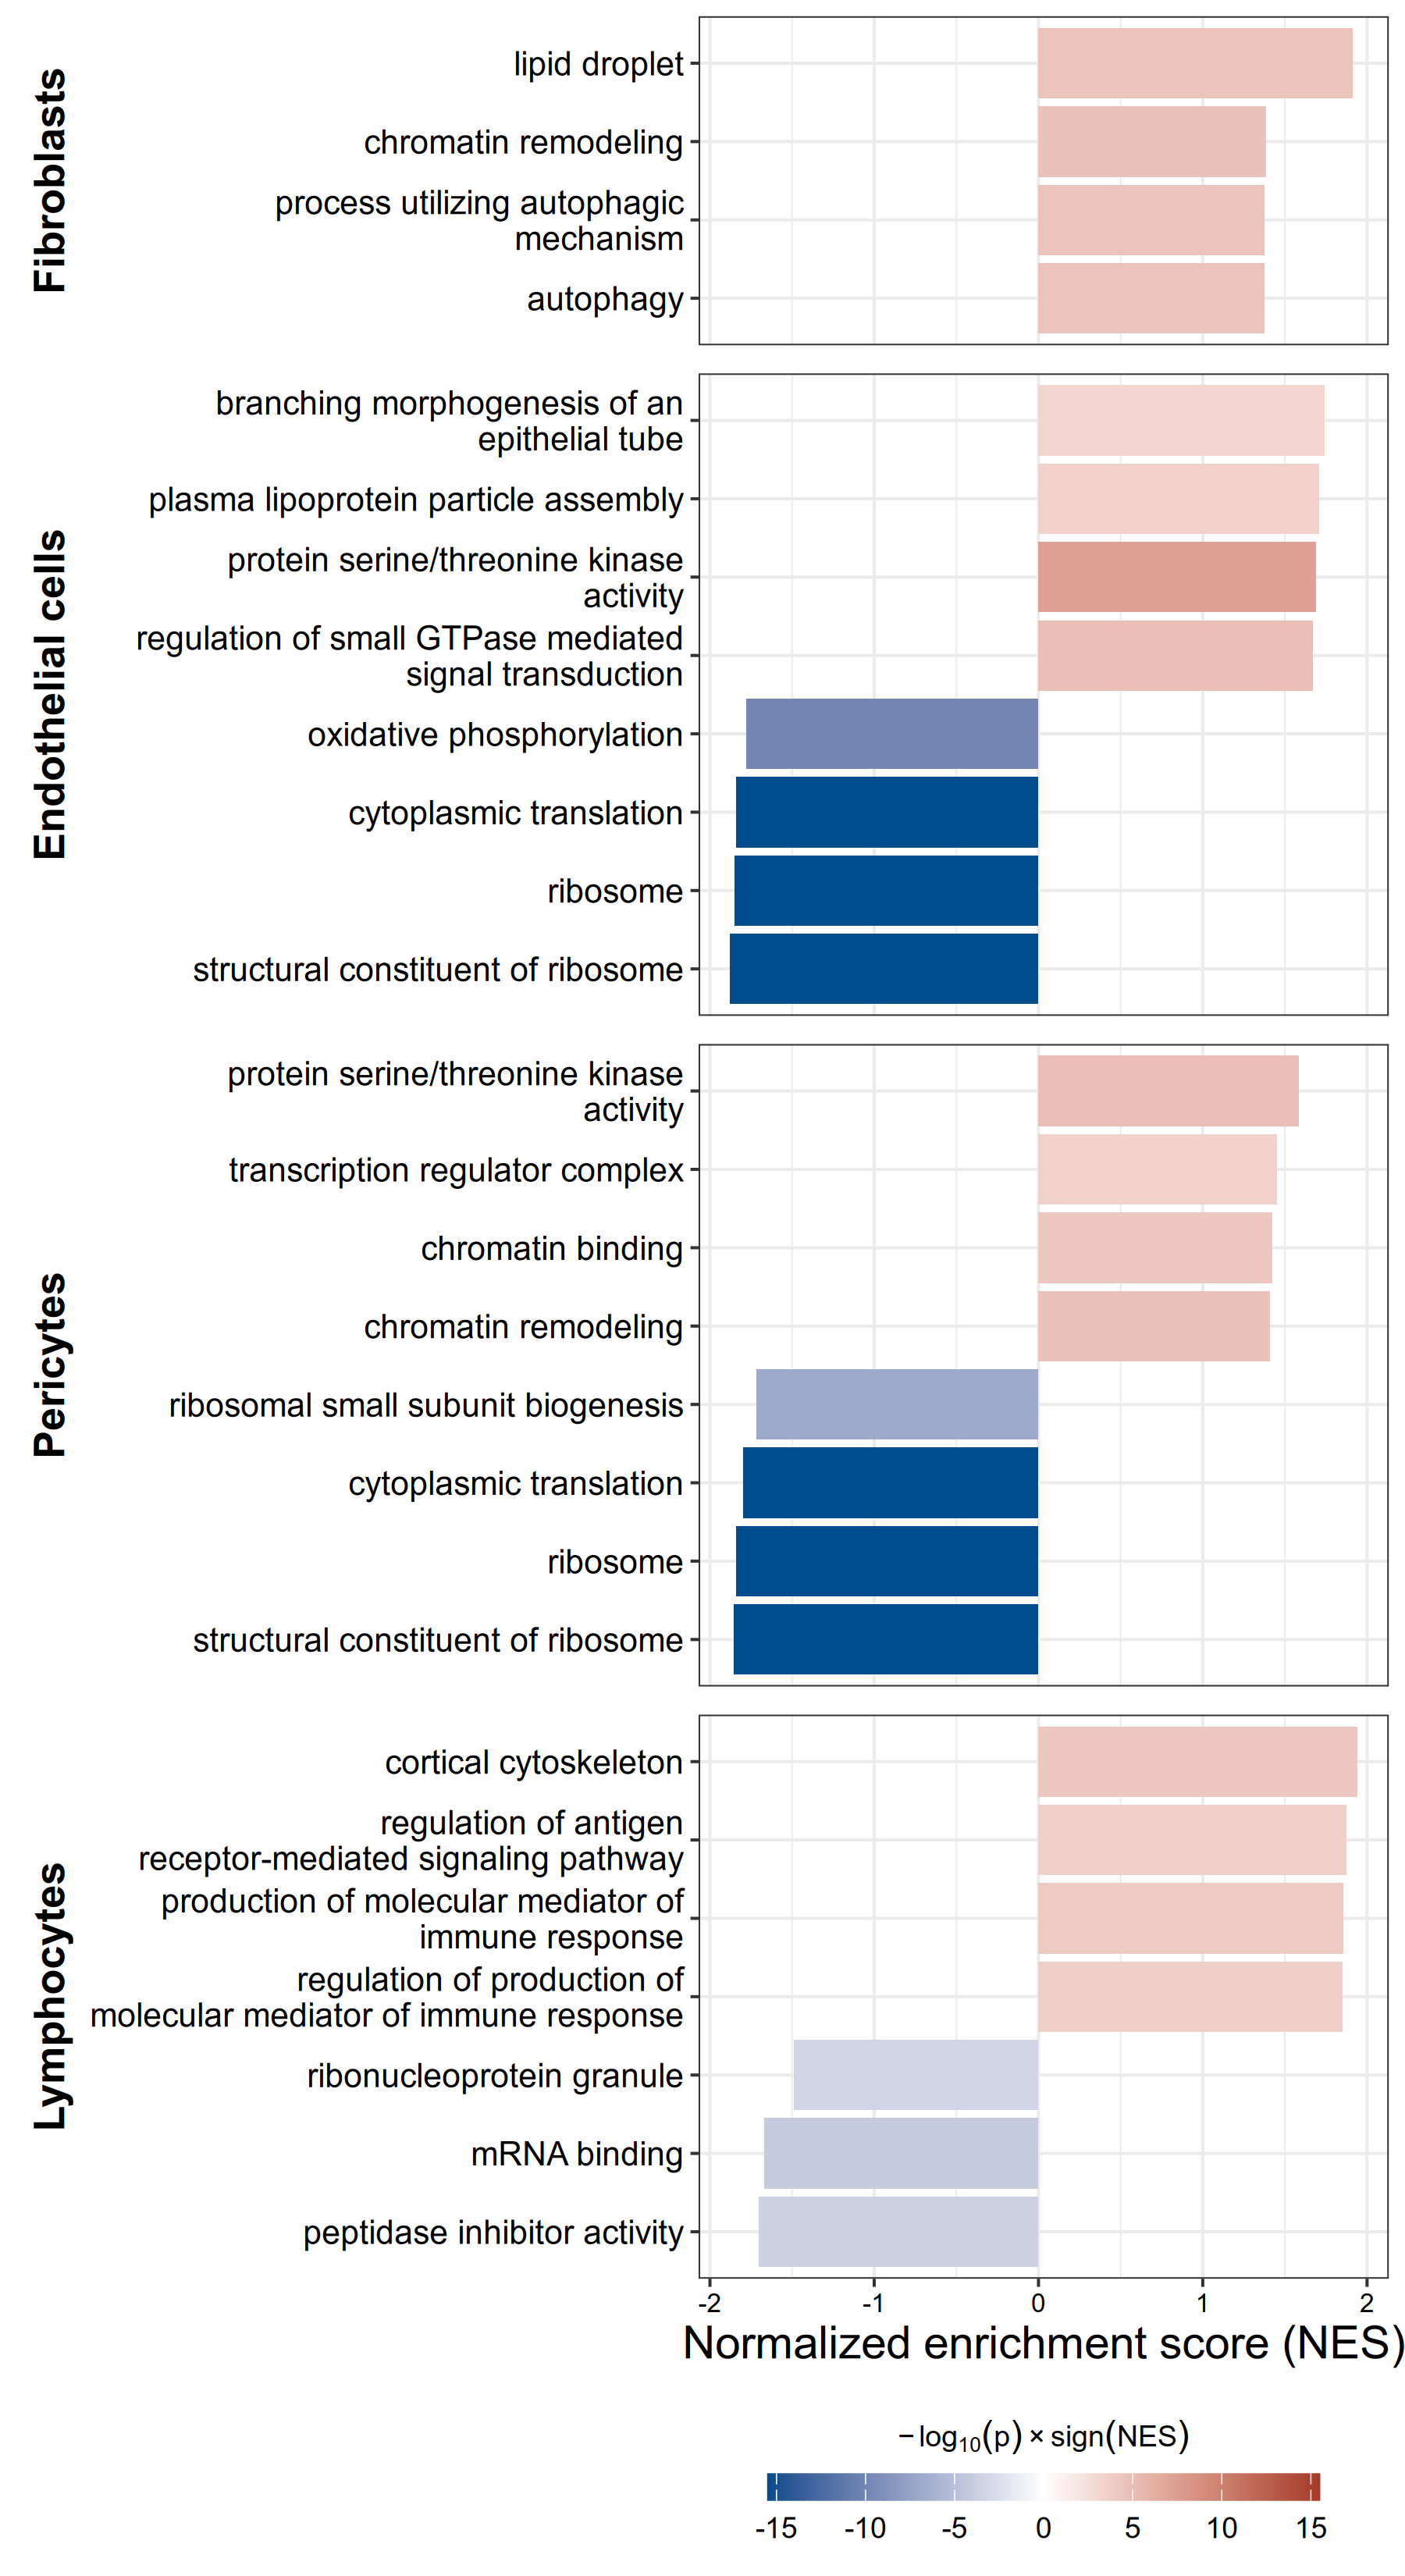 Fibroblasts
lipid droplet
chromatin remodeling
process utilizing autophagic
mechanism
autophagy
Endothelial cells
branching morphogenesis of an
epithelial tube
plasma lipoprotein particle assembly
protein serine/threonine kinase
activity
regulation of small GTPase mediated
signal transduction
oxidative phosphorylation
cytoplasmic translation
ribosome
structural constituent of ribosome
Pericytes
protein serine/threonine kinase
activity
transcription regulator complex
chromatin binding
chromatin remodeling
ribosomal small subunit biogenesis
cytoplasmic translation
ribosome
structural constituent of ribosome
Lymphocytes
cortical cytoskeleton
regulation of antigen
receptor-mediated signaling pathway
production of molecular mediator of
immune response
regulation of production of
molecular mediator of immune response
ribonucleoprotein granule
mRNA binding
peptidase inhibitor activity
-2 -1 0 1 2
Normalized enrichment score (NES)
−log₁₀(p)×sign(NES)
-15 -10 -5 0 5 10 15